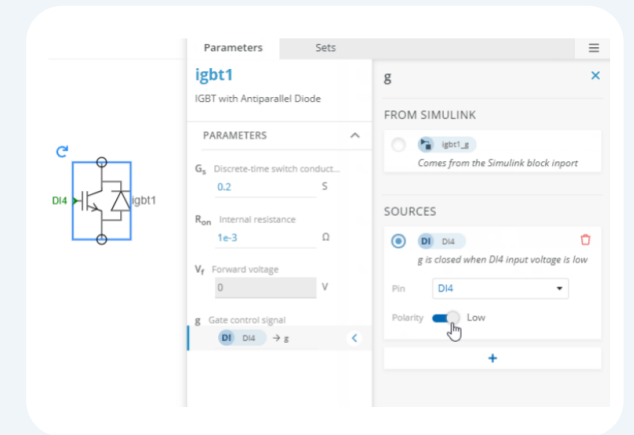 Parameters Sets
igbt1
IGBT with Antiparallel Diode
PARAMETERS
Gs Discrete-time switch conduct...
0.2 S
Ron Internal resistance
1e-3 Ω
Vf Forward voltage
0 V
g Gate control signal
DI DI4 → g
DI4
igbt1
g
FROM SIMULINK
igbt1_g
Comes from the Simulink block inport
SOURCES
DI DI4
g is closed when DI4 input voltage is low
Pin DI4
Polarity Low